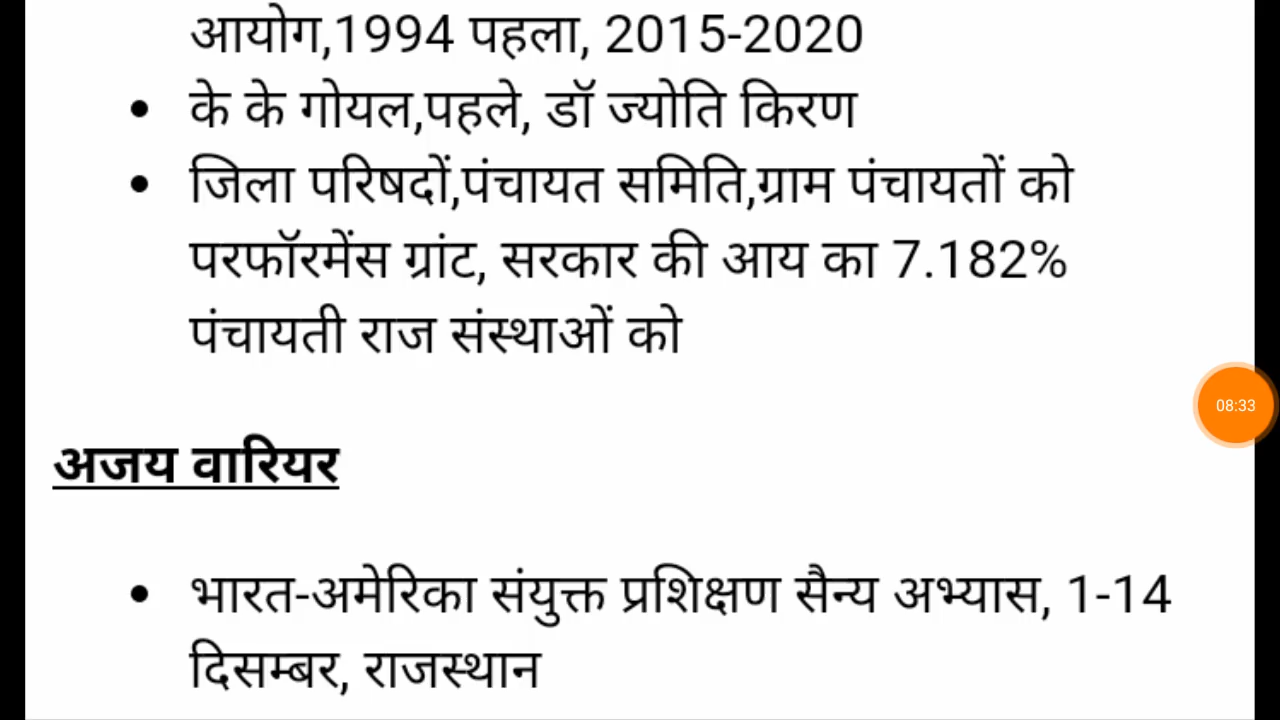 आयोग,1994 पहला, 2015-2020
• के के गोयल,पहले, डॉ ज्योति किरण
• जिला परिषदों,पंचायत समिति,ग्राम पंचायतों को
परफॉरमेंस ग्रांट, सरकार की आय का 7.182%
पंचायती राज संस्थाओं को
08:33
अजय वारियर
• भारत-अमेरिका संयुक्त प्रशिक्षण सैन्य अभ्यास, 1-14
दिसम्बर, राजस्थान